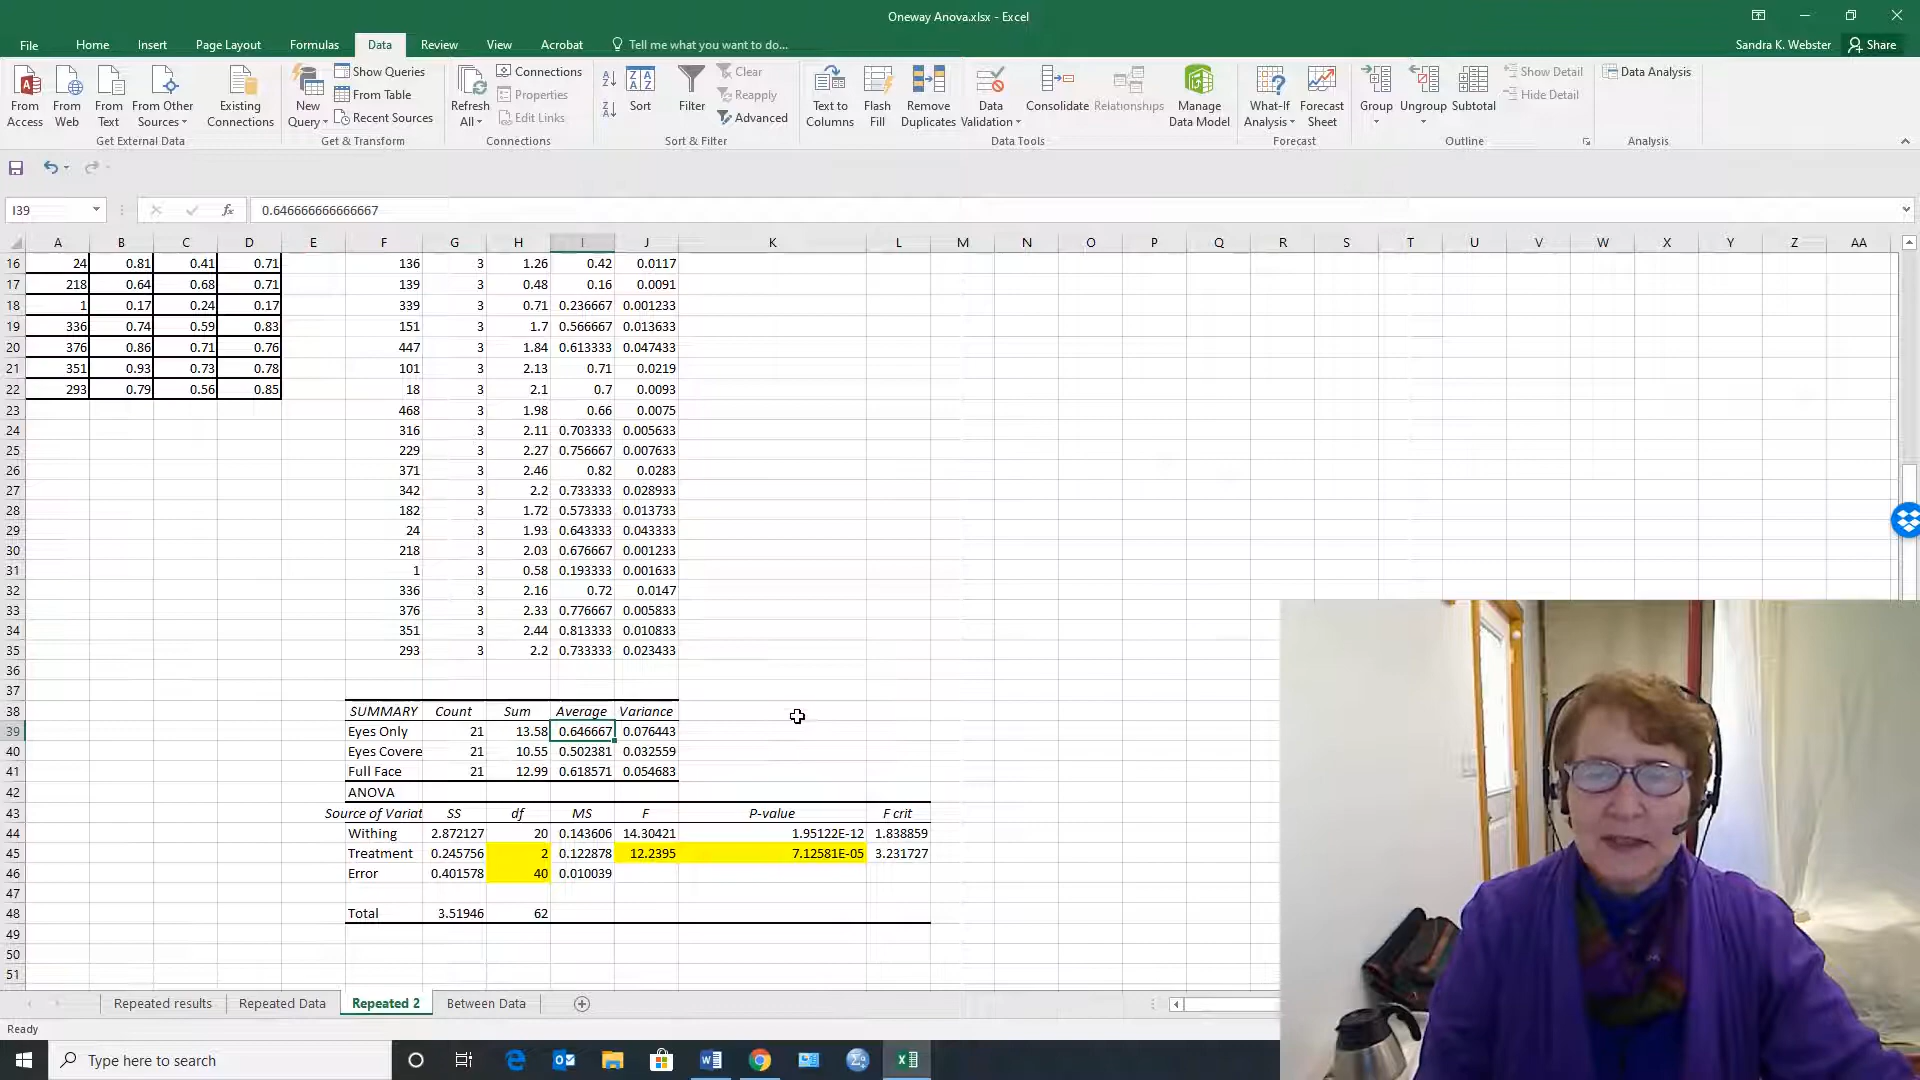 Oneway Anova.xlsx - Excel
File Home Insert Page Layout Formulas Data Review View Acrobat Tell me what you want to do... Sandra K. Webster Share
From Access
From Web
From Text
From Other Sources
Existing Connections
Get External Data
New Query
Show Queries
From Table
Recent Sources
Get & Transform
Refresh All
Connections
Properties
Edit Links
Connections
Sort
Filter
Clear
Reapply
Advanced
Sort & Filter
Text to Columns
Flash Fill
Remove Duplicates
Data Validation
Consolidate
Relationships
Manage Data Model
Data Tools
What-If Analysis
Forecast Sheet
Forecast
Group
Ungroup
Subtotal
Show Detail
Hide Detail
Outline
Data Analysis
Analysis
I39 fx 0.646666666666667
A B C D E F G H I J K L M N O P Q R S T U V W X Y Z AA
16 24 0.81 0.41 0.71 136 3 1.26 0.42 0.0117
17 218 0.64 0.68 0.71 139 3 0.48 0.16 0.0091
18 1 0.17 0.24 0.17 339 3 0.71 0.236667 0.001233
19 336 0.74 0.59 0.83 151 3 1.7 0.566667 0.013633
20 376 0.86 0.71 0.76 447 3 1.84 0.613333 0.047433
21 351 0.93 0.73 0.78 101 3 2.13 0.71 0.0219
22 293 0.79 0.56 0.85 18 3 2.1 0.7 0.0093
23 468 3 1.98 0.66 0.0075
24 316 3 2.11 0.703333 0.005633
25 229 3 2.27 0.756667 0.007633
26 371 3 2.46 0.82 0.0283
27 342 3 2.2 0.733333 0.028933
28 182 3 1.72 0.573333 0.013733
29 24 3 1.93 0.643333 0.043333
30 218 3 2.03 0.676667 0.001233
31 1 3 0.58 0.193333 0.001633
32 336 3 2.16 0.72 0.0147
33 376 3 2.33 0.776667 0.005833
34 351 3 2.44 0.813333 0.010833
35 293 3 2.2 0.733333 0.023433
36
37
38 SUMMARY Count Sum Average Variance
39 Eyes Only 21 13.58 0.646667 0.076443
40 Eyes Covere 21 10.55 0.502381 0.032559
41 Full Face 21 12.99 0.618571 0.054683
42 ANOVA
43 Source of Variat SS df MS F P-value F crit
44 Withing 2.872127 20 0.143606 14.30421 1.95122E-12 1.838859
45 Treatment 0.245756 2 0.122878 12.2395 7.12581E-05 3.231727
46 Error 0.401578 40 0.010039
47
48 Total 3.51946 62
49
50
51
Repeated results Repeated Data Repeated 2 Between Data
Ready
Type here to search